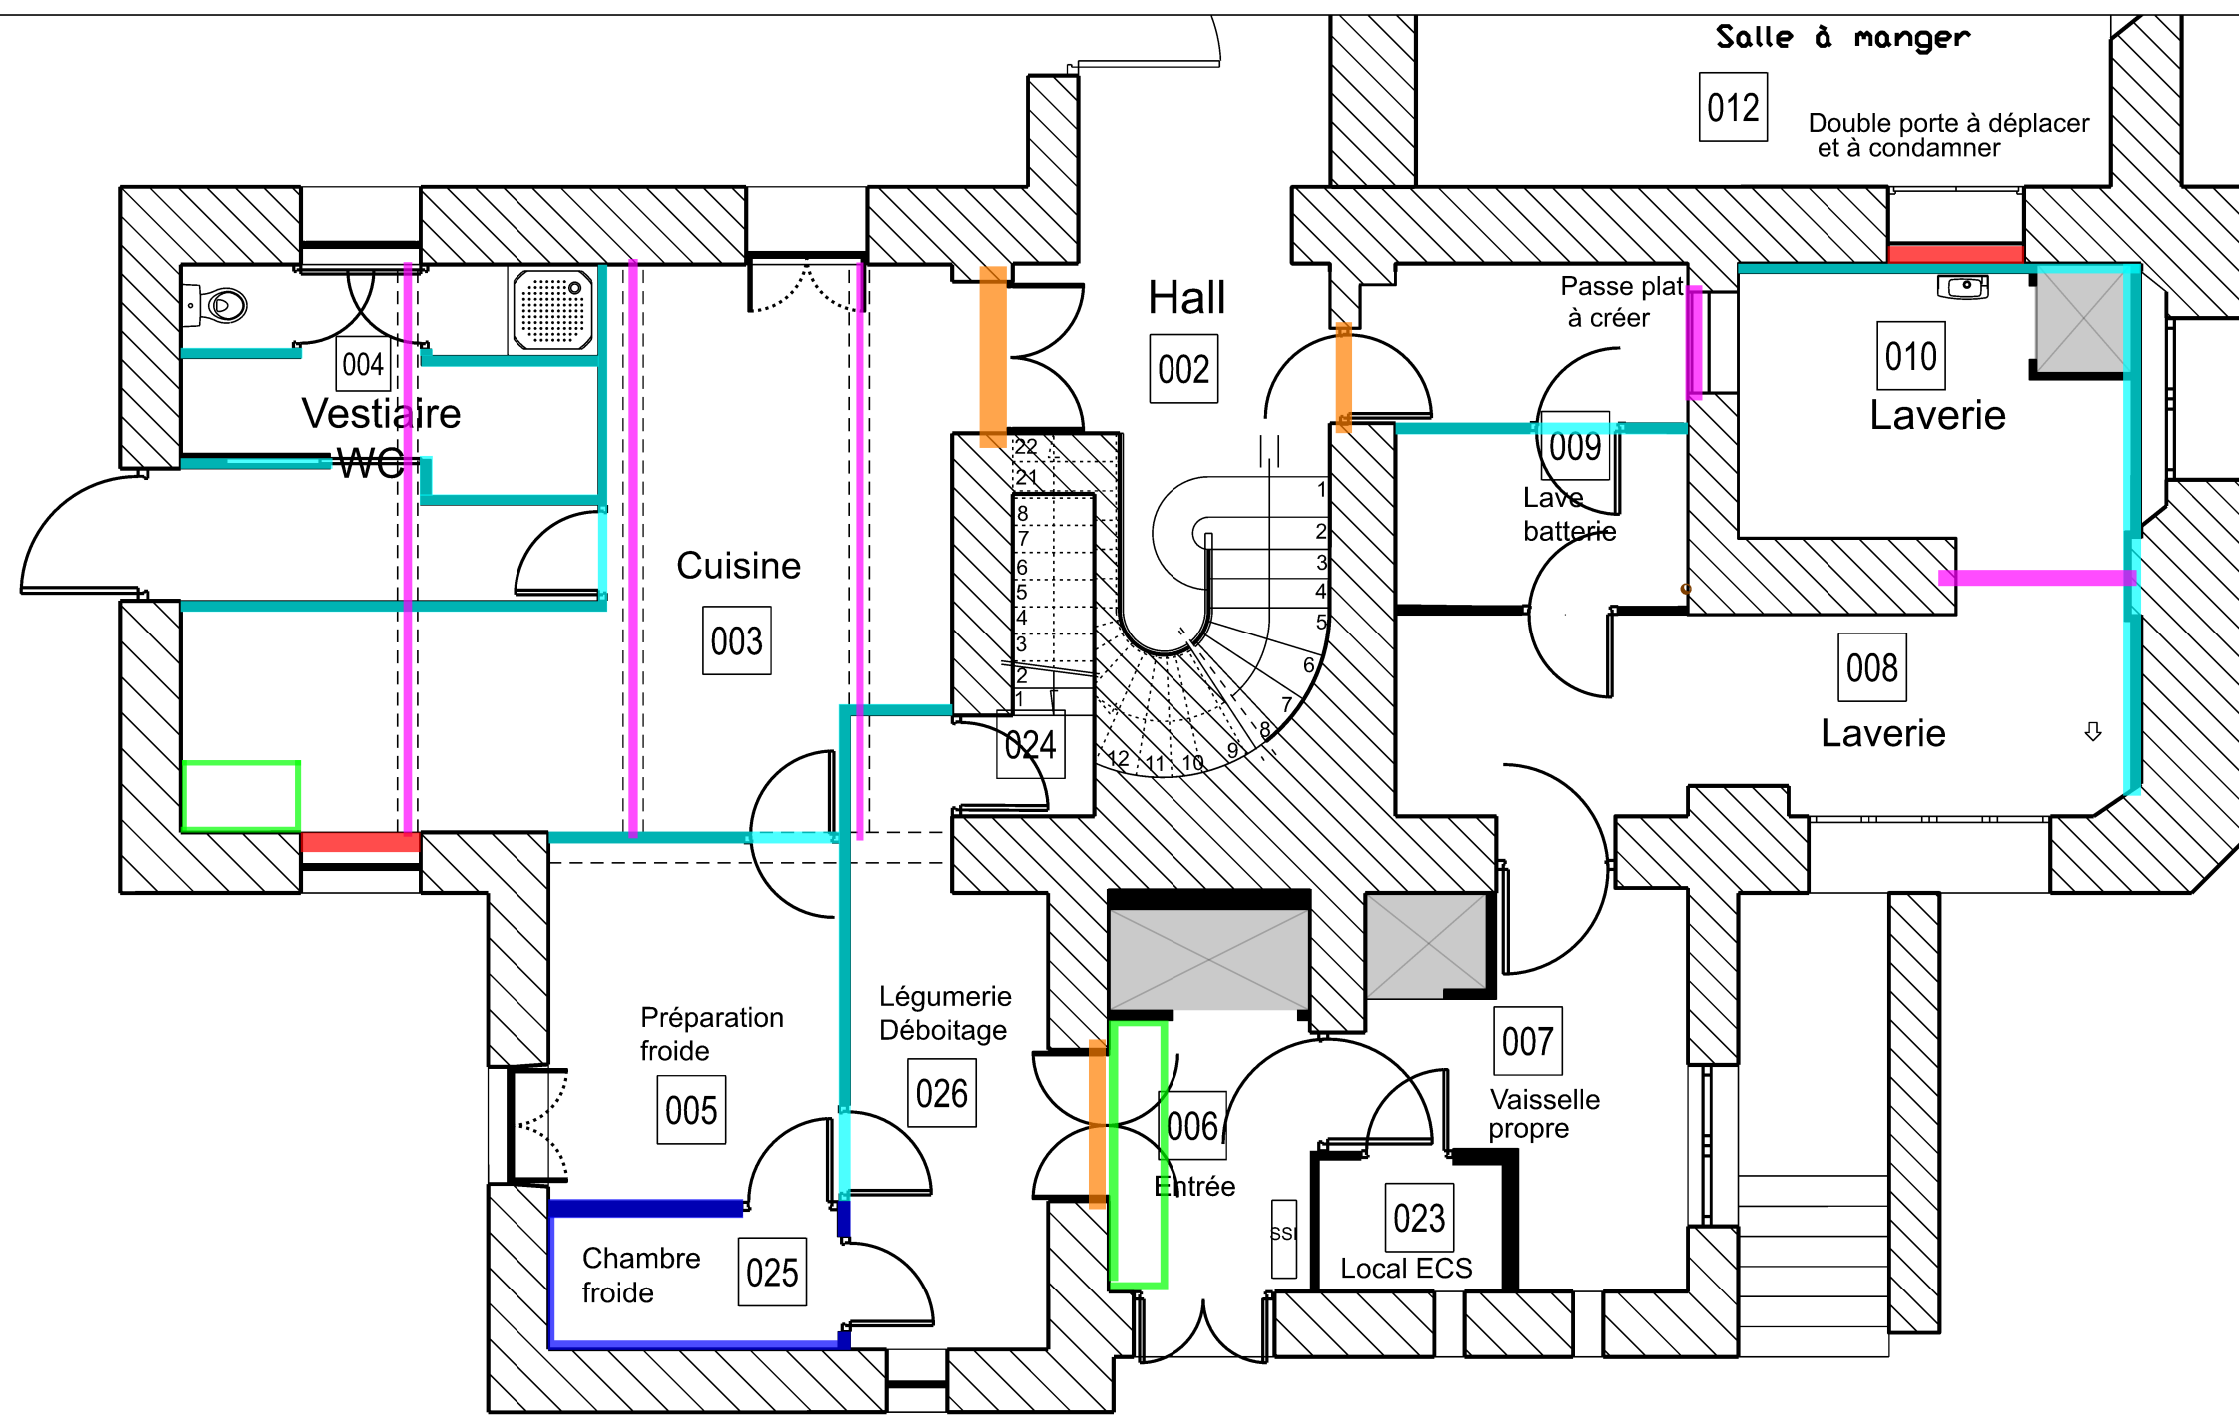 Salle à manger
012
Double porte à déplacer
et à condamner
Hall
002
Passe plat
à créer
010
Laverie
004
Vestiaire
WC
009
Lave
batterie
Cuisine
003
22
21
8
7
6
5
4
3
2
1
1
2
3
4
5
6
7
8
9
10
11
12
024
008
Laverie
Préparation
froide
005
Légumerie
Déboitage
026
006
Entrée
007
Vaisselle
propre
SSI
023
Local ECS
Chambre
froide
025